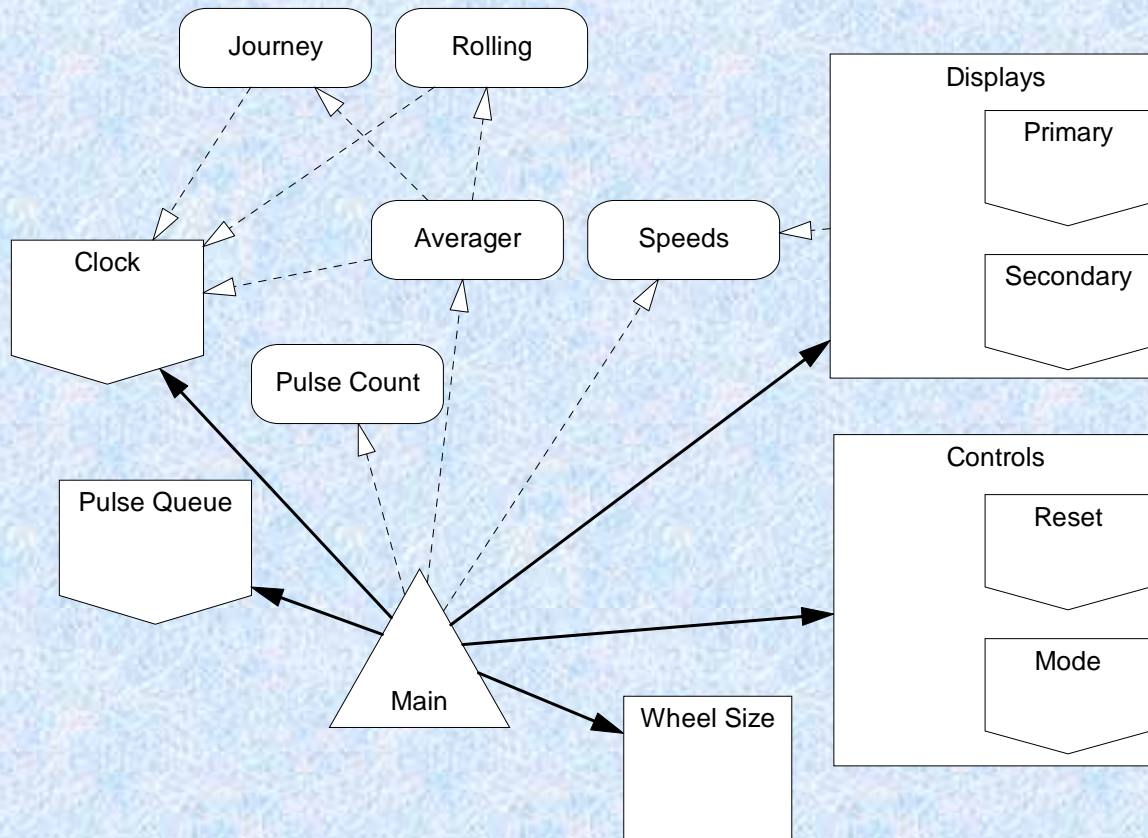 Journey
Rolling
Displays
Primary
Averager
Speeds
Clock
Secondary
Pulse Count
Controls
Pulse Queue
Reset
Mode
Main
Wheel Size